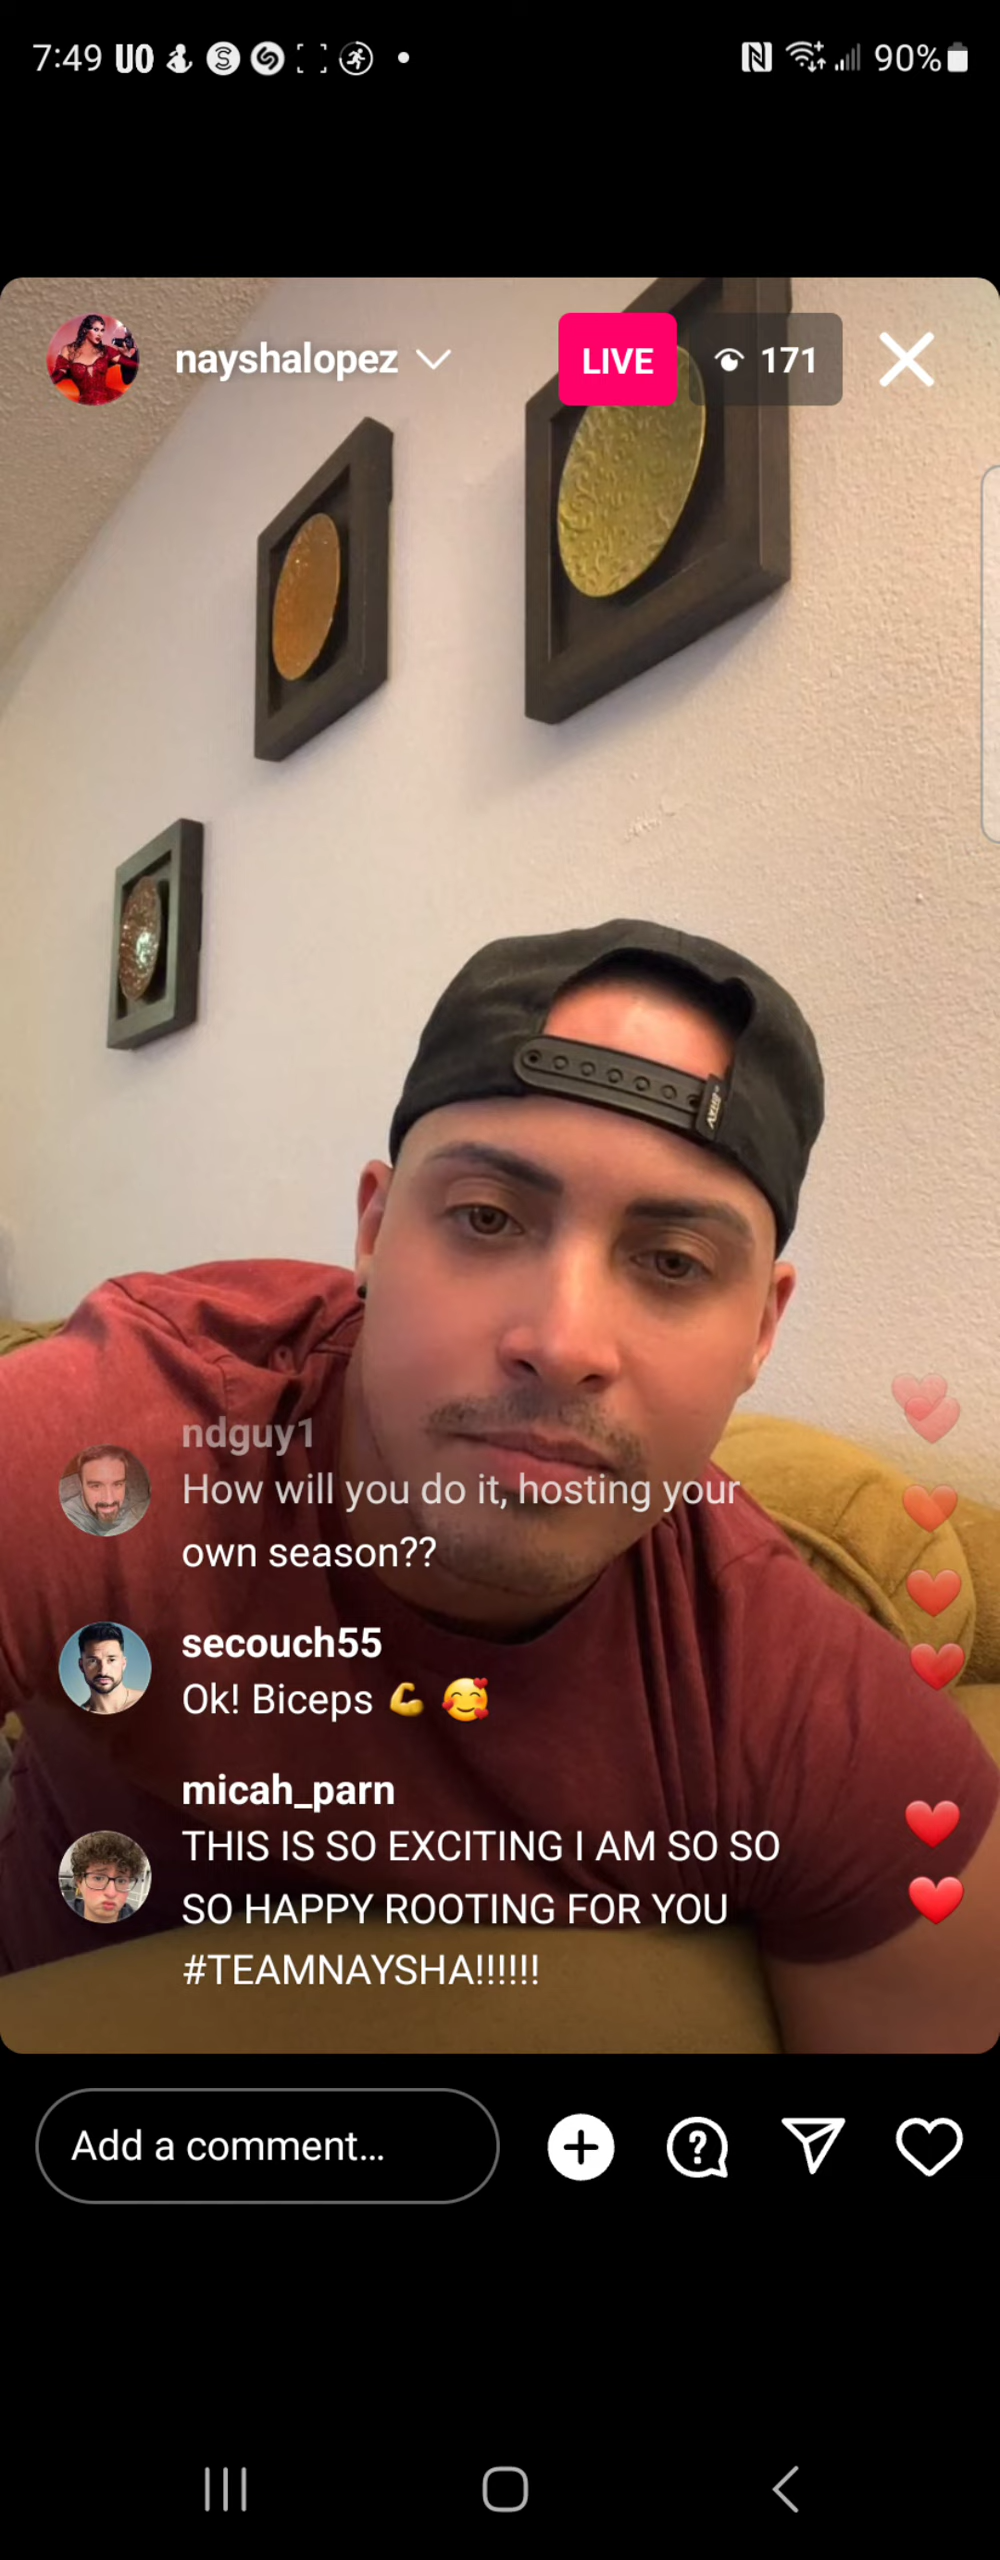 7:49 UO
90%
nayshalopez
LIVE
171
ndguy1
How will you do it, hosting your
own season??
secouch55
Ok! Biceps 💪 🥰
micah_parn
THIS IS SO EXCITING I AM SO SO
SO HAPPY ROOTING FOR YOU
#TEAMNAYSHA!!!!!!
Add a comment...